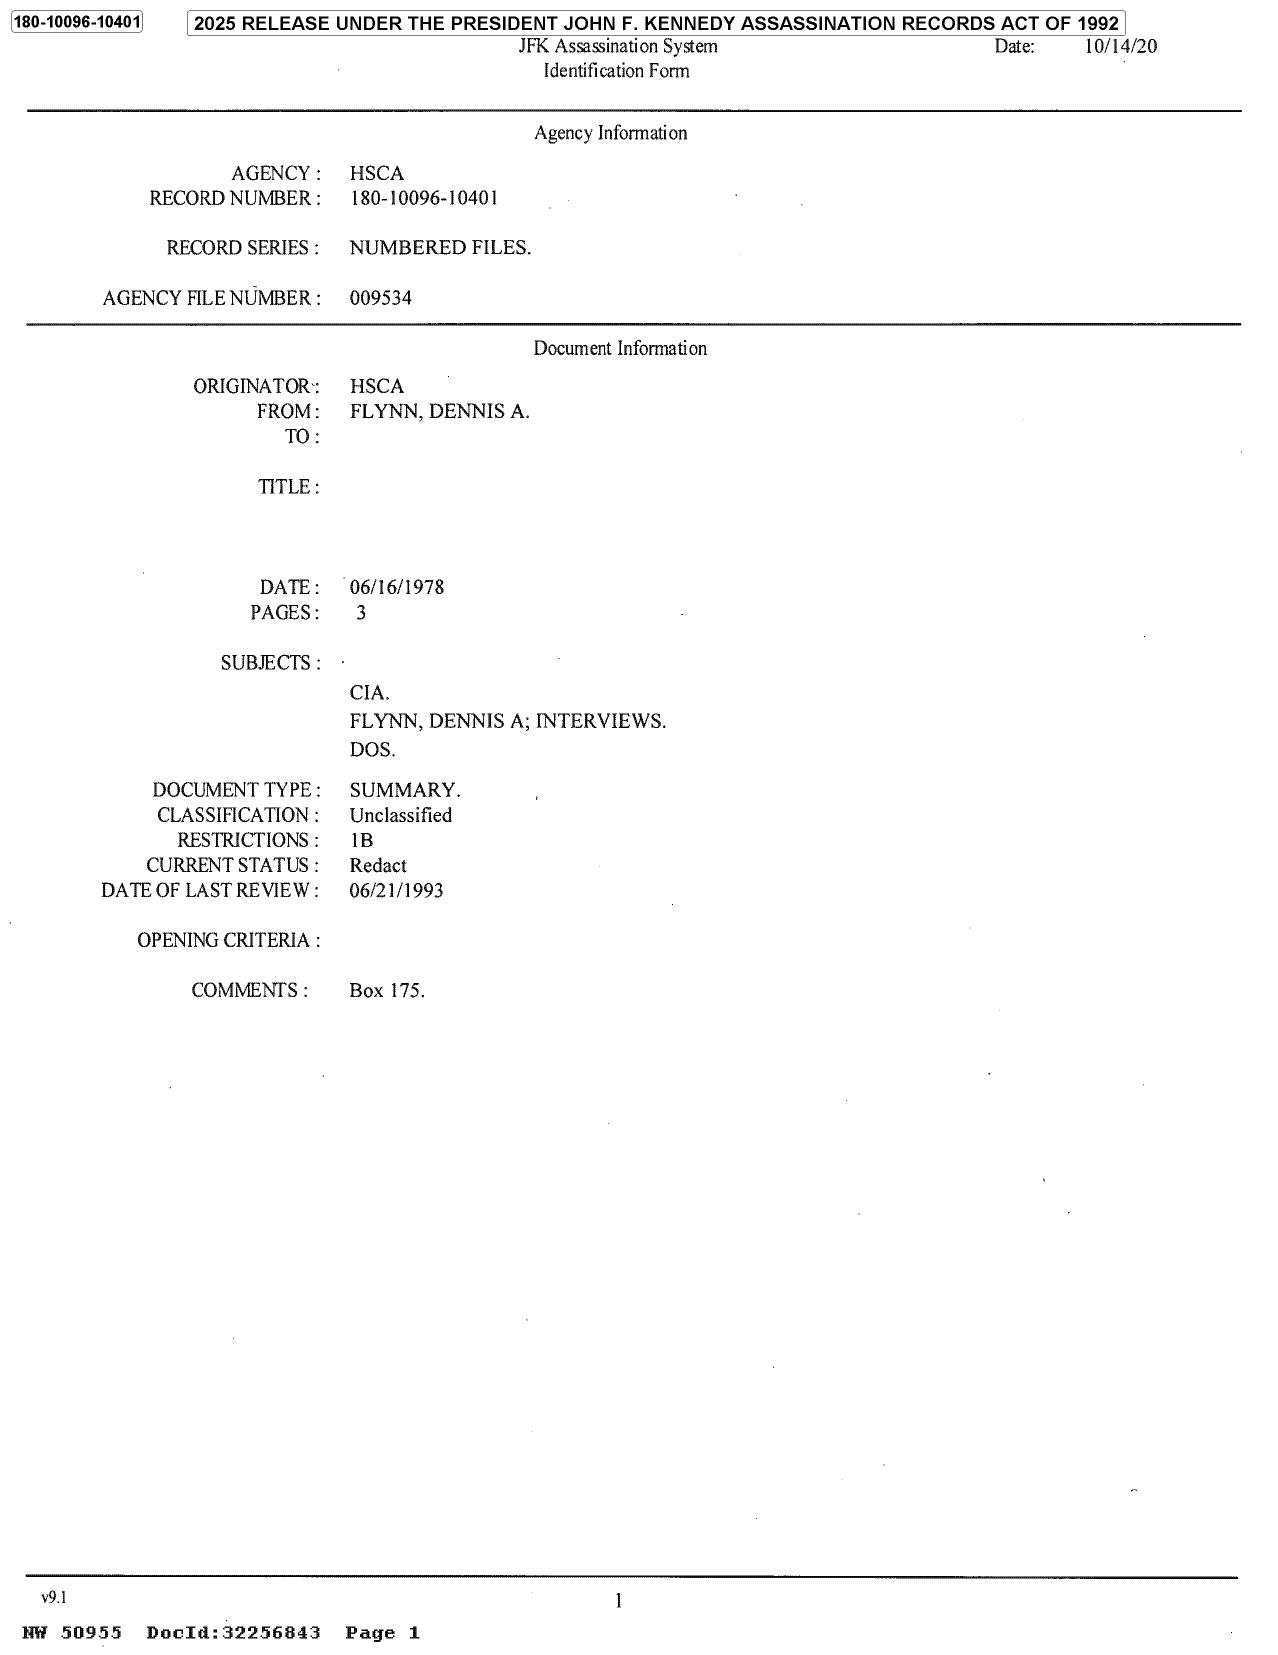 180-10096-10401
2025 RELEASE UNDER THE PRESIDENT JOHN F. KENNEDY ASSASSINATION RECORDS ACT OF 1992
JFK Assassination System Date: 10/14/20
Identification Form
Agency Information
AGENCY : HSCA
RECORD NUMBER : 180-10096-10401
RECORD SERIES : NUMBERED FILES.
AGENCY FILE NUMBER : 009534
Document Information
ORIGINATOR : HSCA
FROM : FLYNN, DENNIS A.
TO :
TITLE :
DATE : 06/16/1978
PAGES : 3
SUBJECTS :
CIA.
FLYNN, DENNIS A; INTERVIEWS.
DOS.
DOCUMENT TYPE : SUMMARY.
CLASSIFICATION : Unclassified
RESTRICTIONS : 1B
CURRENT STATUS : Redact
DATE OF LAST REVIEW : 06/21/1993
OPENING CRITERIA :
COMMENTS : Box 175.
v9.1 1
NW 50955 DocId:32256843 Page 1